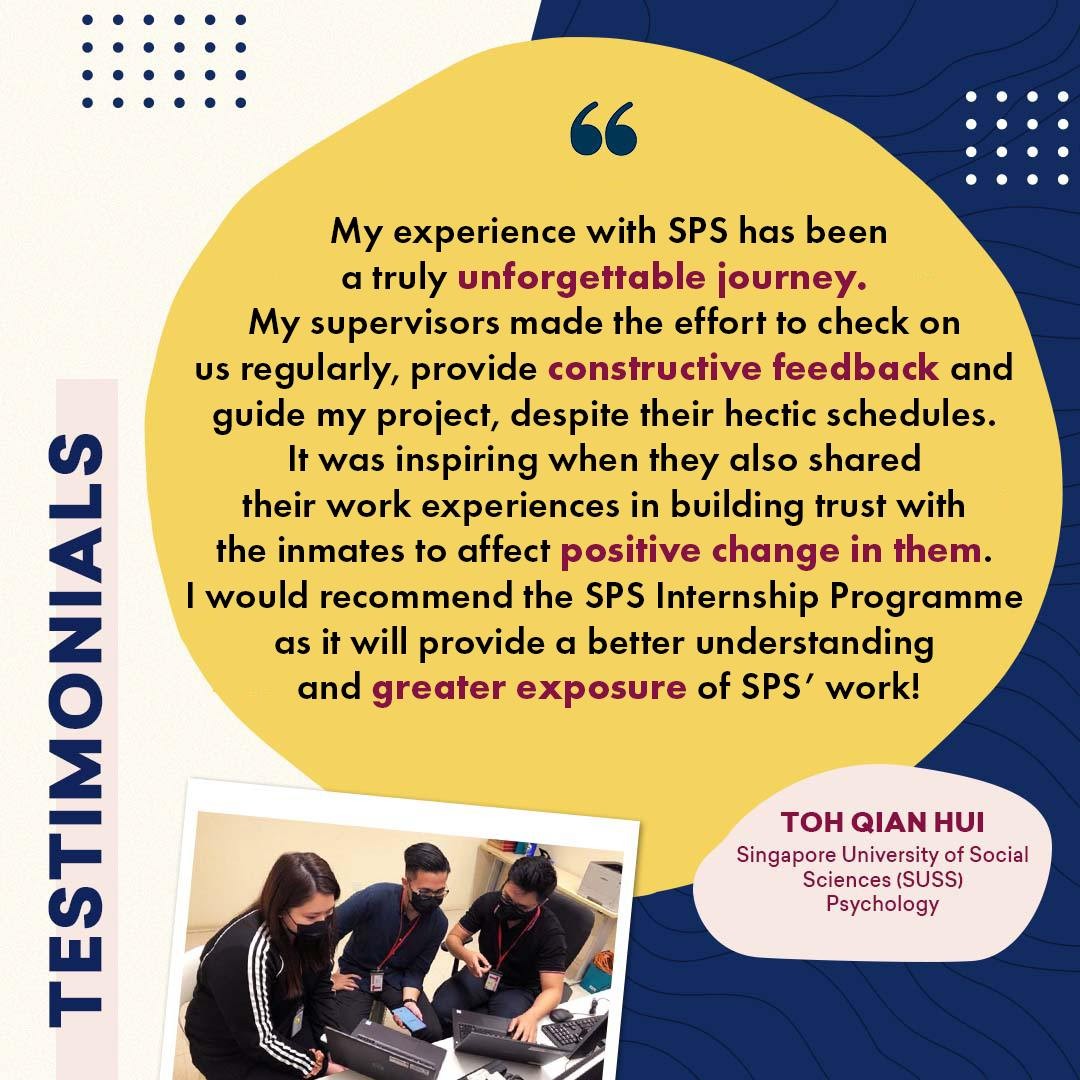 TESTIMONIALS
“
My experience with SPS has been
a truly unforgettable journey.
My supervisors made the effort to check on
us regularly, provide constructive feedback and
guide my project, despite their hectic schedules.
It was inspiring when they also shared
their work experiences in building trust with
the inmates to affect positive change in them.
I would recommend the SPS Internship Programme
as it will provide a better understanding
and greater exposure of SPS’ work!
TOH QIAN HUI
Singapore University of Social
Sciences (SUSS)
Psychology